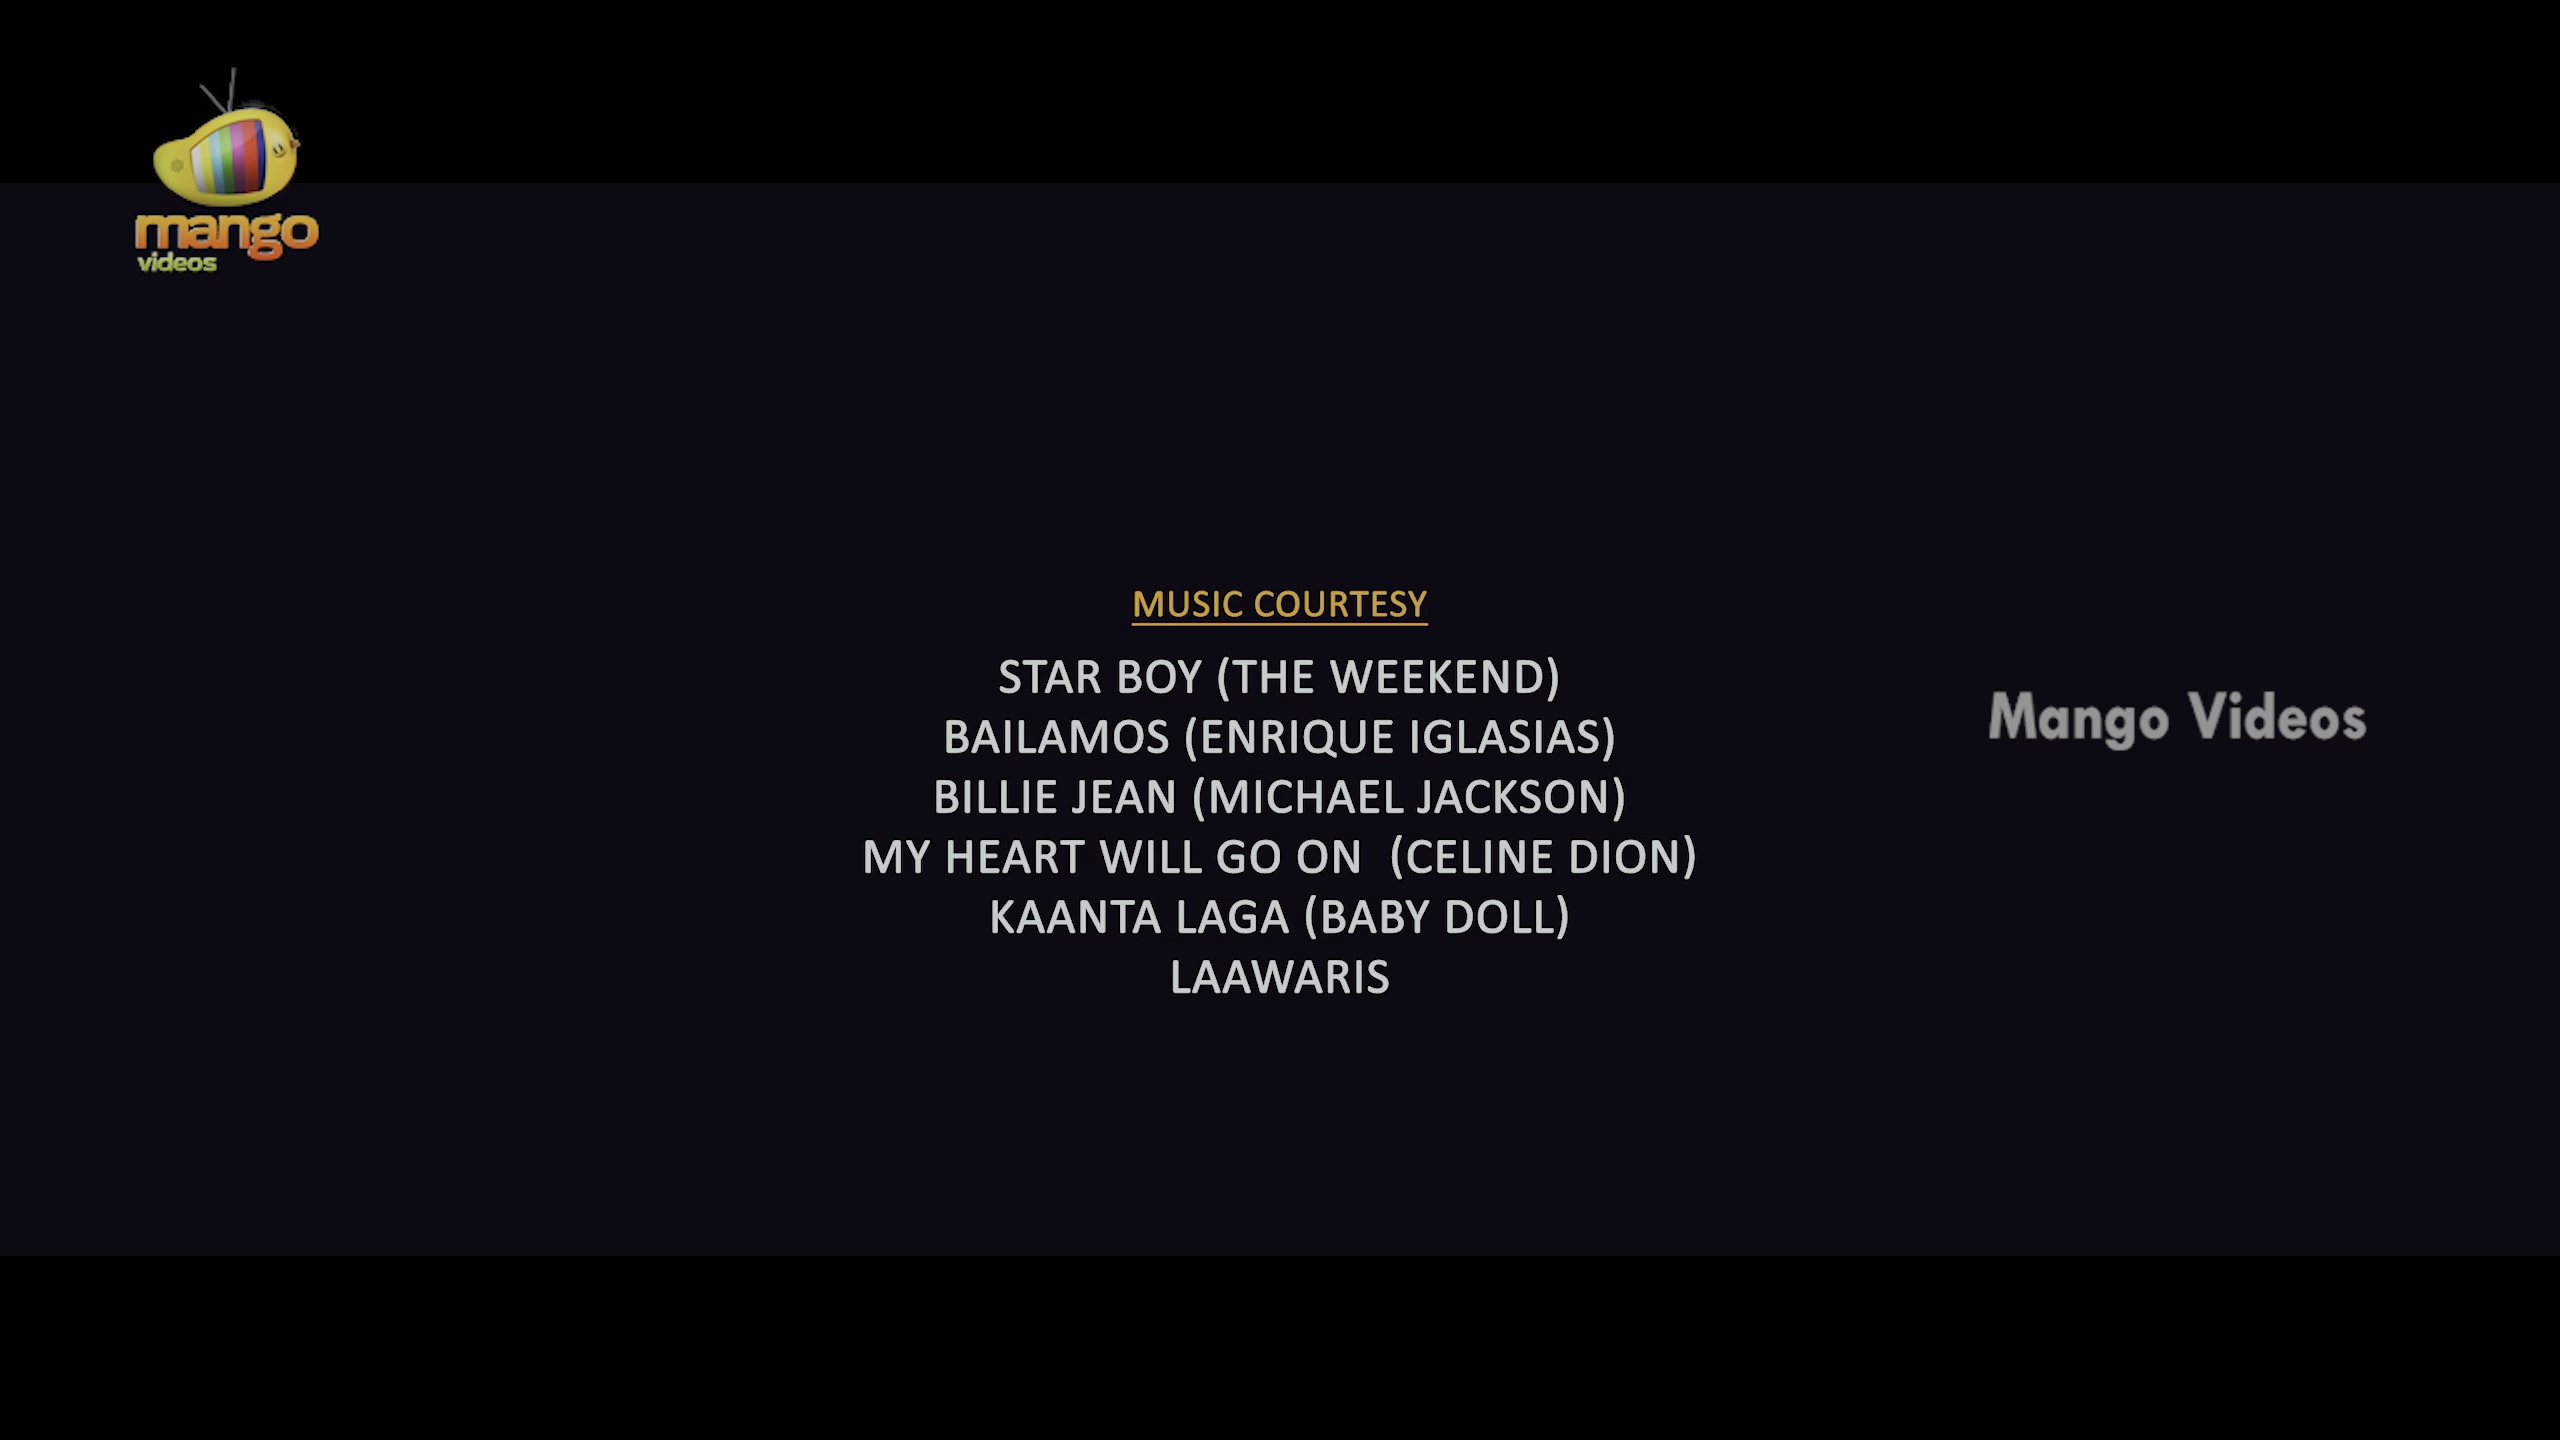 mango
videos
MUSIC COURTESY
STAR BOY (THE WEEKEND)
BAILAMOS (ENRIQUE IGLASIAS)
BILLIE JEAN (MICHAEL JACKSON)
MY HEART WILL GO ON  (CELINE DION)
KAANTA LAGA (BABY DOLL)
LAAWARIS
Mango Videos